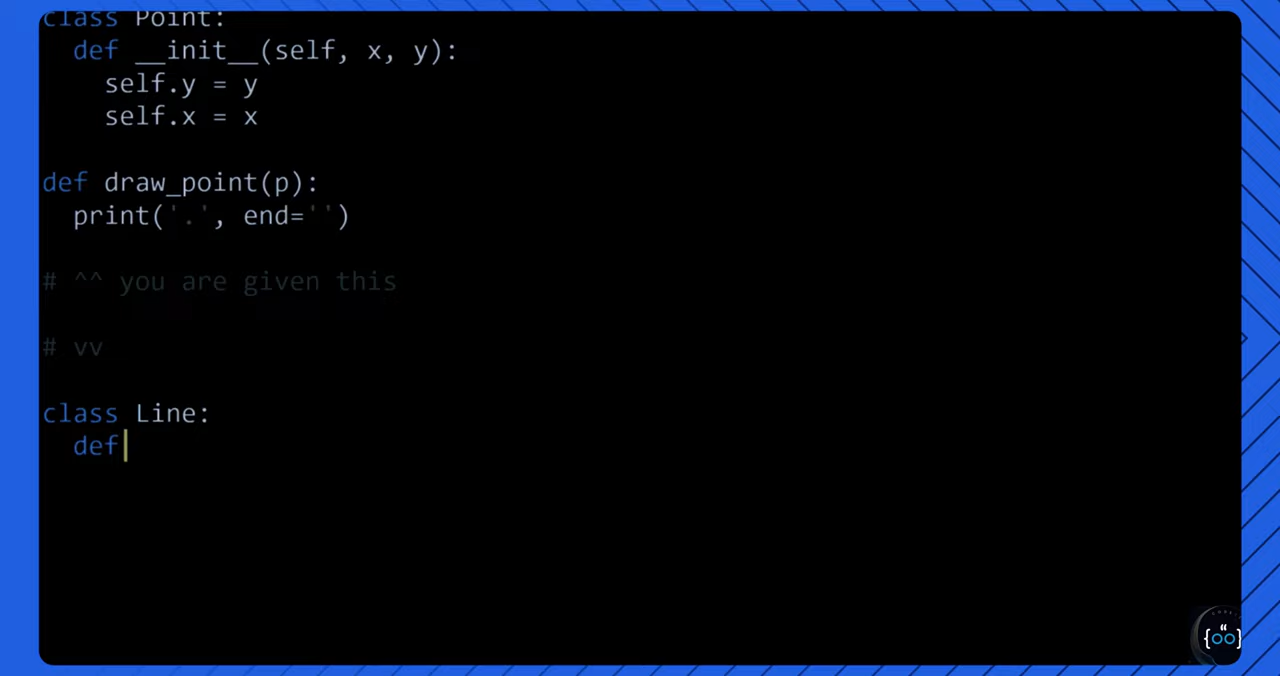 class Point:
  def __init__(self, x, y):
    self.y = y
    self.x = x
def draw_point(p):
  print('.', end='')
# ^^ you are given this
# vv
class Line:
  def